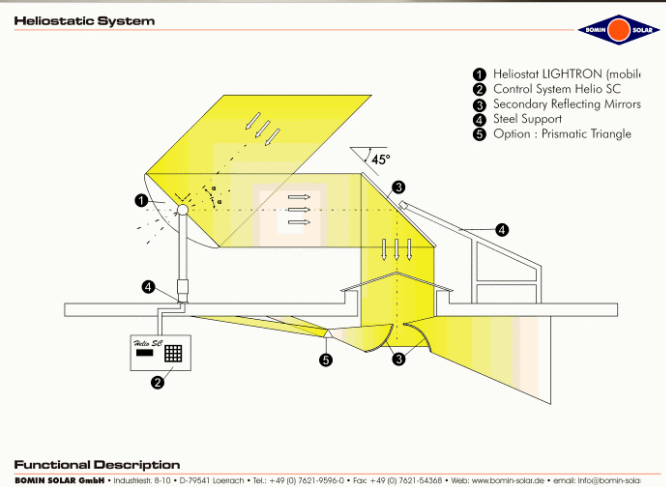 Heliostatic System
BOMIN SOLAR
1 Heliostat LIGHTRON (mobile
2 Control System Helio SC
3 Secondary Reflecting Mirrors
4 Steel Support
5 Option : Prismatic Triangle
45°
3
1
α
α
4
4
Helio SC
5
3
2
Functional Description
BOMIN SOLAR GmbH • Industriestr. 8-10 • D-79541 Loerrach • Tel.: +49 (0) 7621-9596-0 • Fax: +49 (0) 7621-54368 • Web: www.bomin-solar.de • email: info@bomin-sola